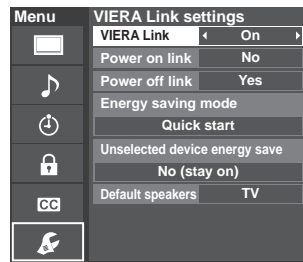 Menu
VIERA Link settings
VIERA Link On
Power on link No
Power off link Yes
Energy saving mode
Quick start
Unselected device energy save
No (stay on)
Default speakers TV
CC